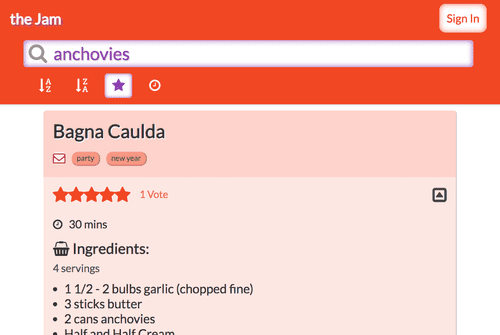 the Jam
Sign In
anchovies
Bagna Caulda
party new year
1 Vote
30 mins
Ingredients:
4 servings
1 1/2 - 2 bulbs garlic (chopped fine)
3 sticks butter
2 cans anchovies
Half and Half Cream